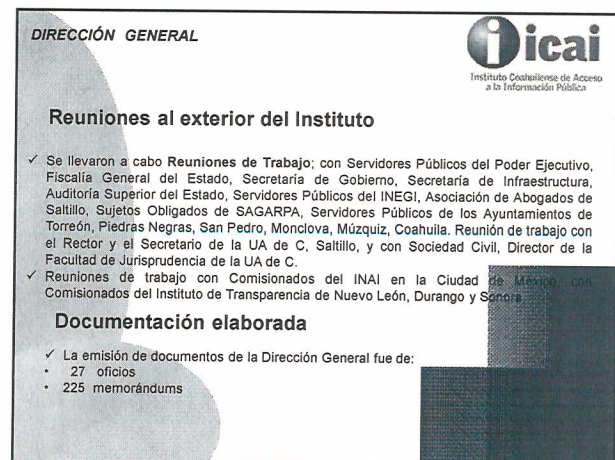 DIRECCIÓN GENERAL
icai
Instituto Coahuilense de Acceso
a la Información Pública
Reuniones al exterior del Instituto
✓ Se llevaron a cabo Reuniones de Trabajo; con Servidores Públicos del Poder Ejecutivo,
Fiscalía General del Estado, Secretaría de Gobierno, Secretaría de Infraestructura,
Auditoría Superior del Estado, Servidores Públicos del INEGI, Asociación de Abogados de
Saltillo, Sujetos Obligados de SAGARPA, Servidores Públicos de los Ayuntamientos de
Torreón, Piedras Negras, San Pedro, Monclova, Múzquiz, Coahuila. Reunión de trabajo con
el Rector y el Secretario de la UA de C, Saltillo, y con Sociedad Civil, Director de la
Facultad de Jurisprudencia de la UA de C.
✓ Reuniones de trabajo con Comisionados del INAI en la Ciudad de México, con
Comisionados del Instituto de Transparencia de Nuevo León, Durango y Sonora
Documentación elaborada
✓ La emisión de documentos de la Dirección General fue de:
• 27 oficios
• 225 memorándums